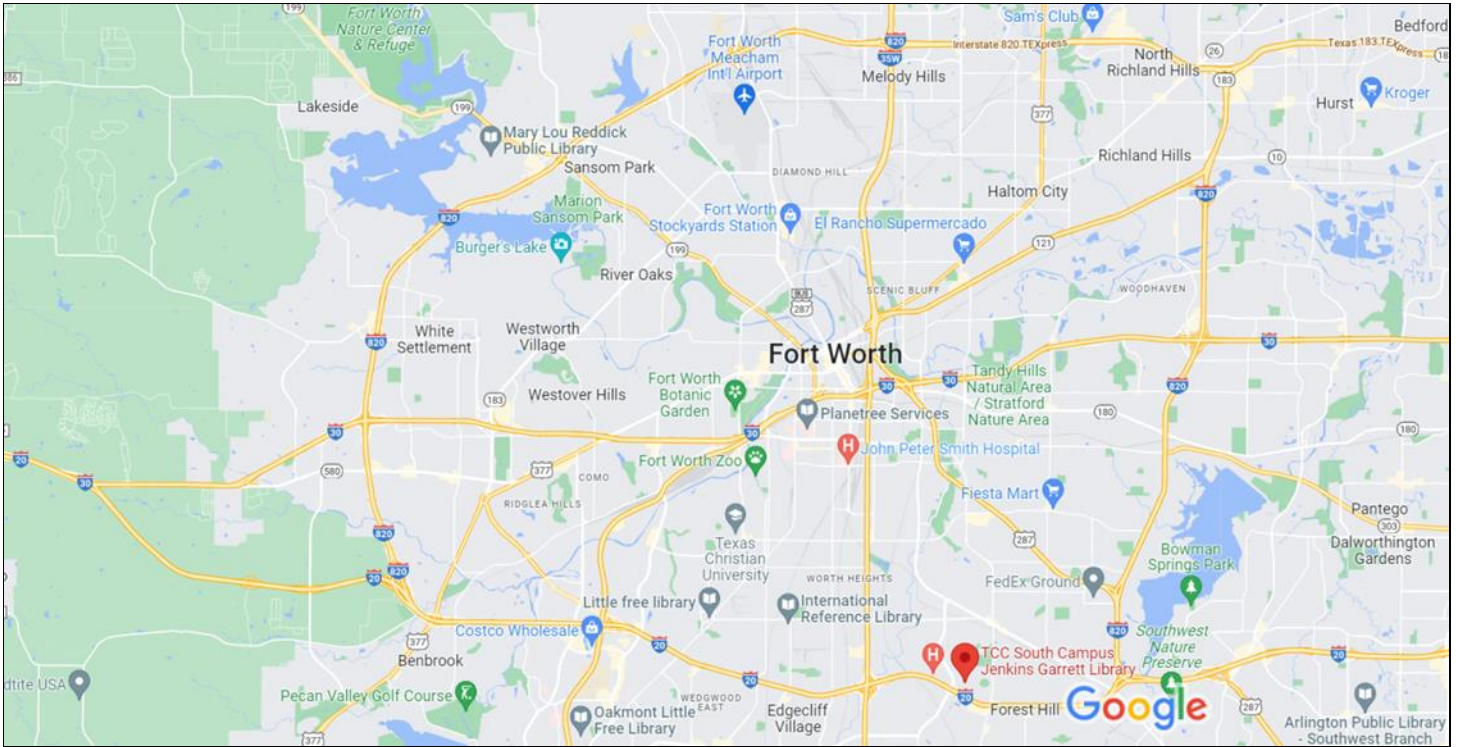 199
Fort Worth
Nature Center
& Refuge
Sam's Club
Bedford
820
Interstate 820 TEXpress
26
Texas 183 TEXpress
Fort Worth
Meacham
Int'l Airport
35W
Melody Hills
North
Richland Hills
183
Lakeside
199
377
Hurst
Kroger
Mary Lou Reddick
Public Library
Sansom Park
Richland Hills
10
DIAMOND HILL
Haltom City
820
Marion
Sansom Park
820
Fort Worth
Stockyards Station
El Rancho Supermercado
Burger's Lake
199
121
River Oaks
SCENIC BLUFF
WOODHAVEN
287
White
Settlement
Westworth
Village
820
30
Fort Worth
Fort Worth
Botanic
Garden
Westover Hills
183
30
30
Tandy Hills
Natural Area
/ Stratford
Nature Area
820
180
180
Planetree Services
30
30
John Peter Smith Hospital
20
30
580
377
COMO
Fort Worth Zoo
RIDGLEA HILLS
Fiesta Mart
Pantego
303
Dalworthington
Gardens
820
Texas
Christian
University
287
Bowman
Springs Park
20
820
WORTH HEIGHTS
FedEx Ground
Little free library
International
Reference Library
Costco Wholesale
20
820
377
Benbrook
TCC South Campus
Jenkins Garrett Library
Southwest
Nature
Preserve
20
dtite USA
Pecan Valley Golf Course
20
20
WEDGWOOD
EAST
Edgecliff
Village
Forest Hill
Google
287
Oakmont Little
Free Library
Arlington Public Library
- Southwest Branch
377